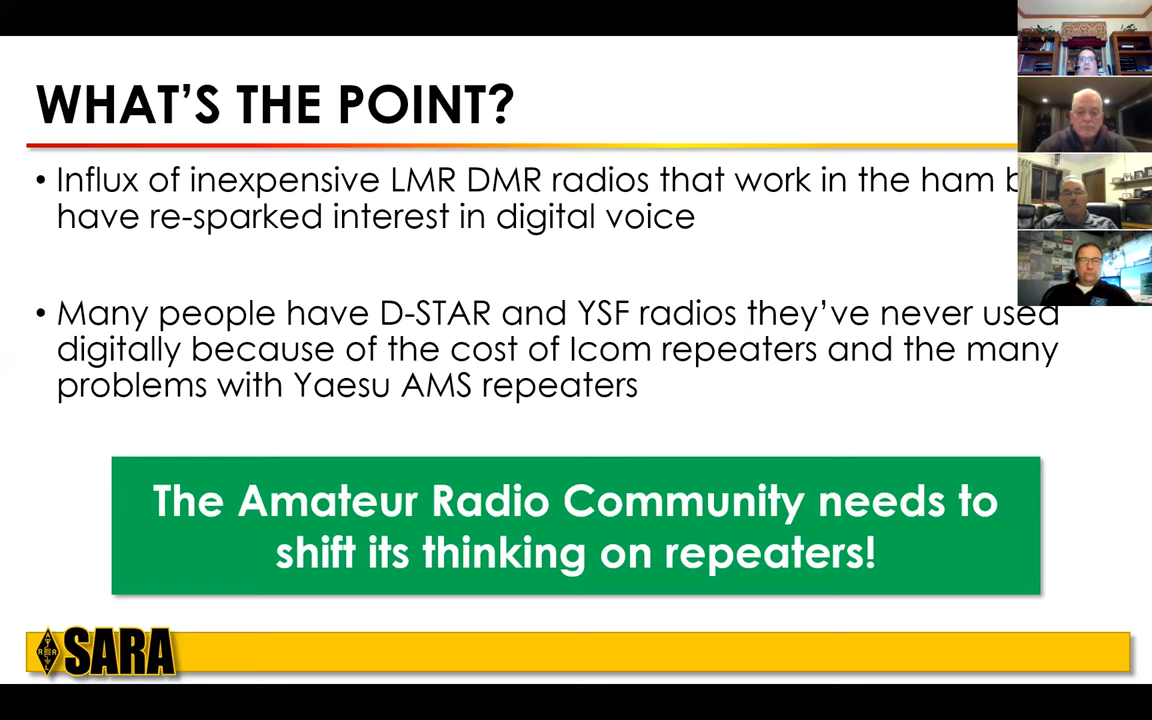 WHAT'S THE POINT?
• Influx of inexpensive LMR DMR radios that work in the ham
have re-sparked interest in digital voice
• Many people have D-STAR and YSF radios they've never used
digitally because of the cost of Icom repeaters and the many
problems with Yaesu AMS repeaters
The Amateur Radio Community needs to
shift its thinking on repeaters!
SARA